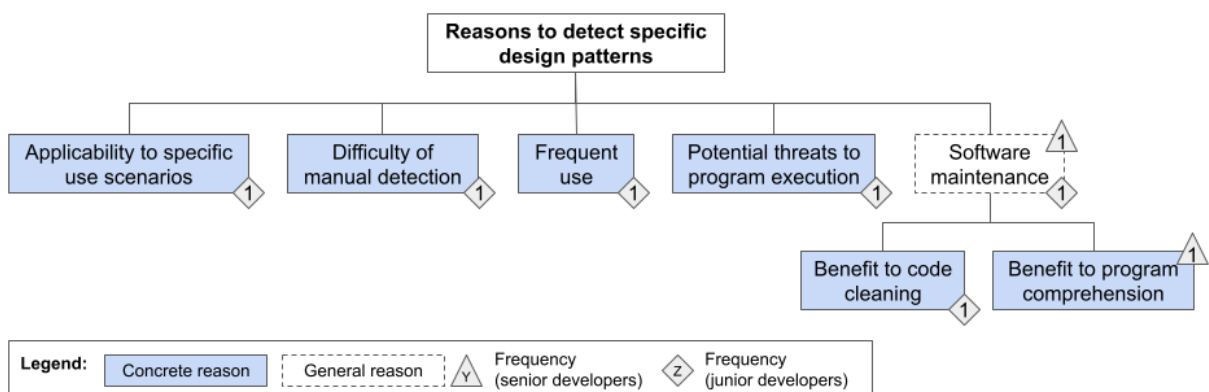 Reasons to detect specific
design patterns
Applicability to specific
use scenarios
1
Difficulty of
manual detection
1
Frequent
use
1
Potential threats to
program execution
1
Software
maintenance
1
1
Benefit to code
cleaning
1
Benefit to program
comprehension
1
Legend:
Concrete reason
General reason
Y
Frequency
(senior developers)
Z
Frequency
(junior developers)